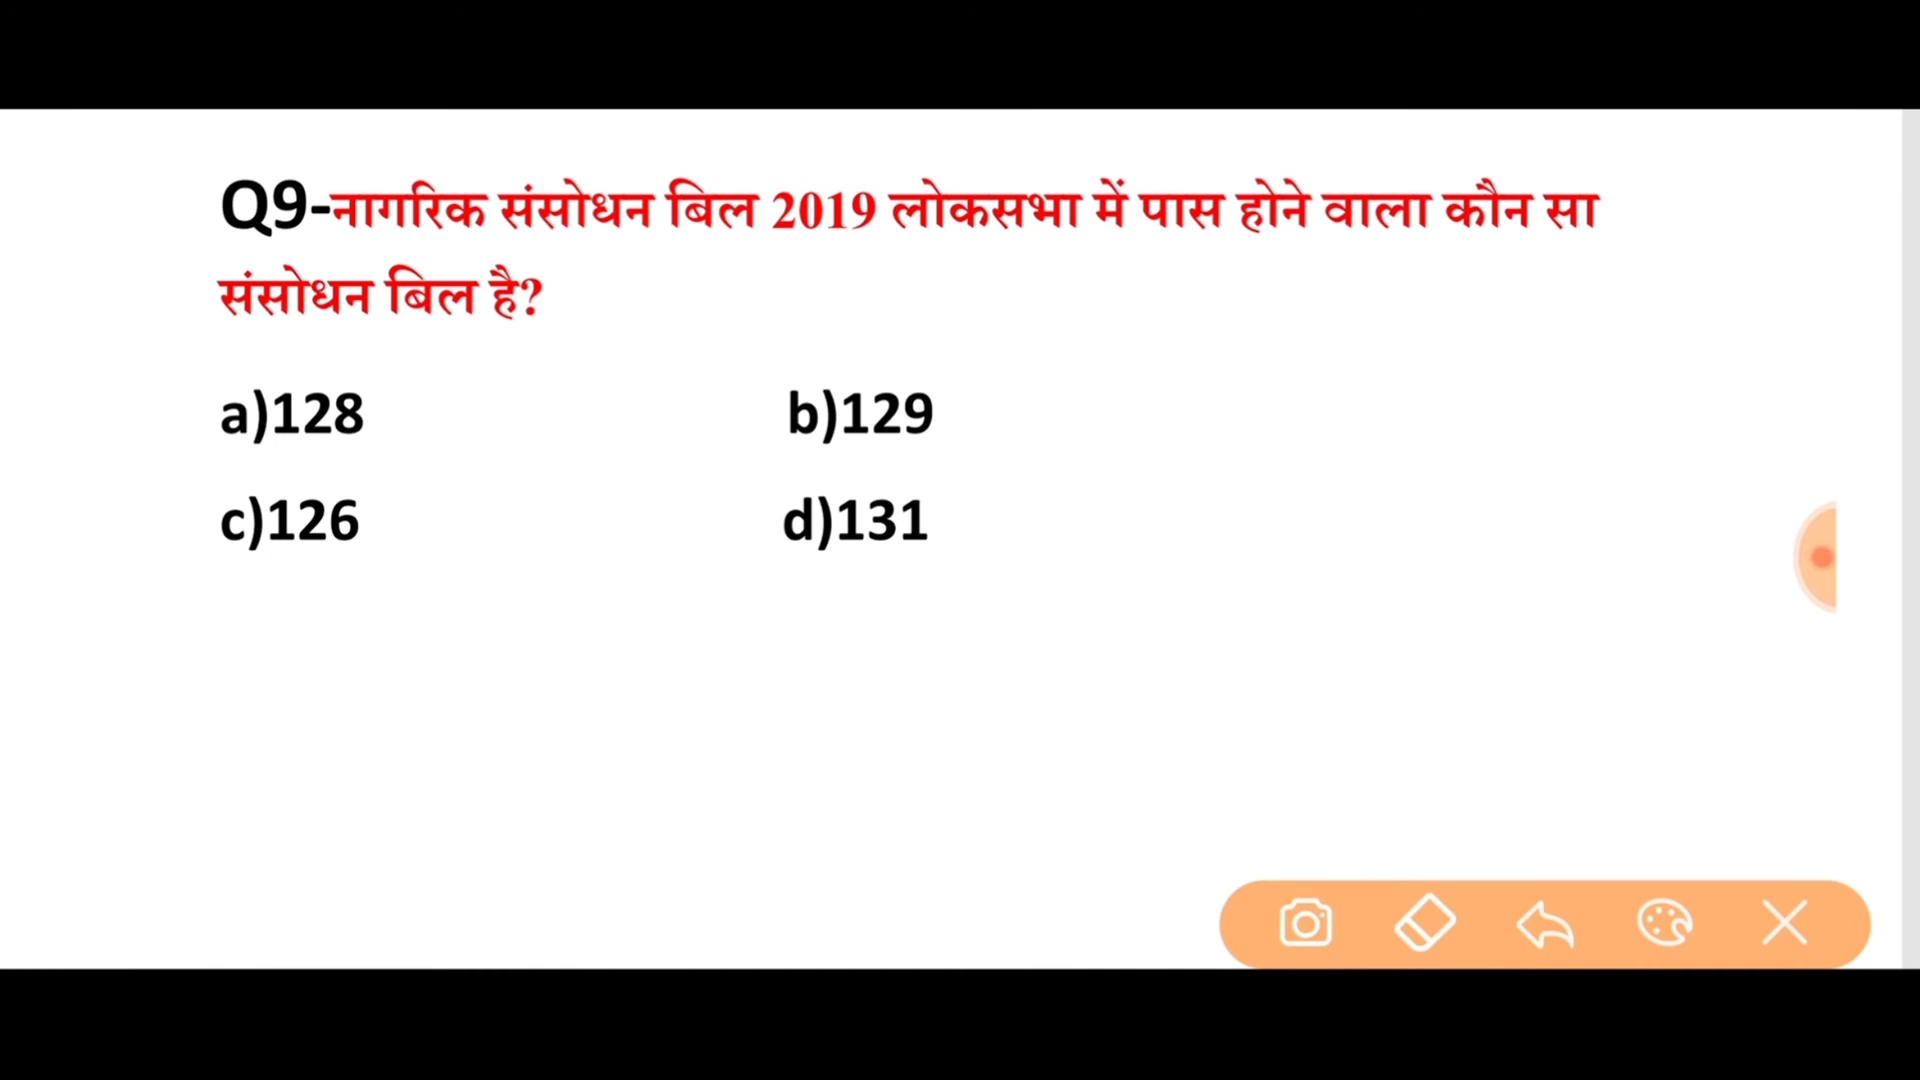 Q9-नागरिक संसोधन बिल 2019 लोकसभा में पास होने वाला कौन सा
संसोधन बिल है?
a)128 b)129
c)126 d)131